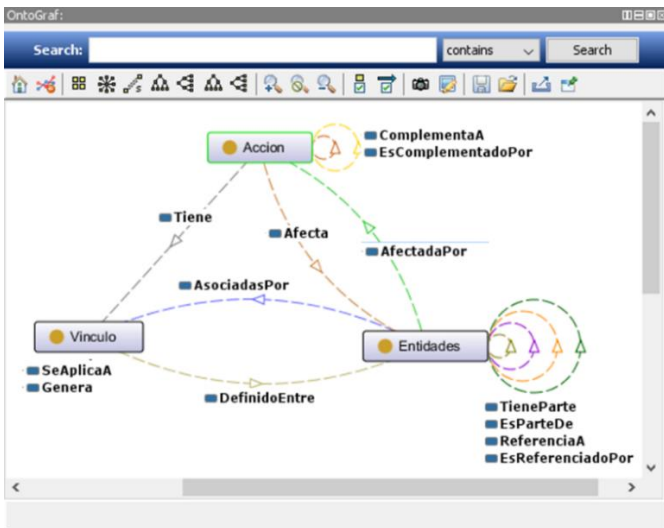 OntoGraf:
Search: contains Search
Accion
ComplementaA
EsComplementadoPor
Tiene
Afecta
AfectadaPor
AsociadasPor
Vinculo
Entidades
SeAplicaA
Genera
DefinidoEntre
TieneParte
EsParteDe
ReferenciaA
EsReferenciadoPor